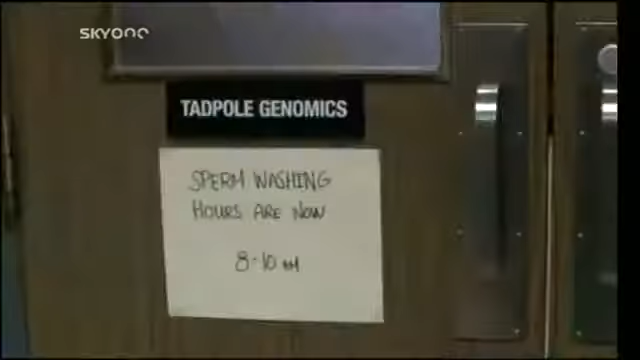 SKYONE
TADPOLE GENOMICS
SPERM WASHING
HOURS ARE NOW
8-10 AM